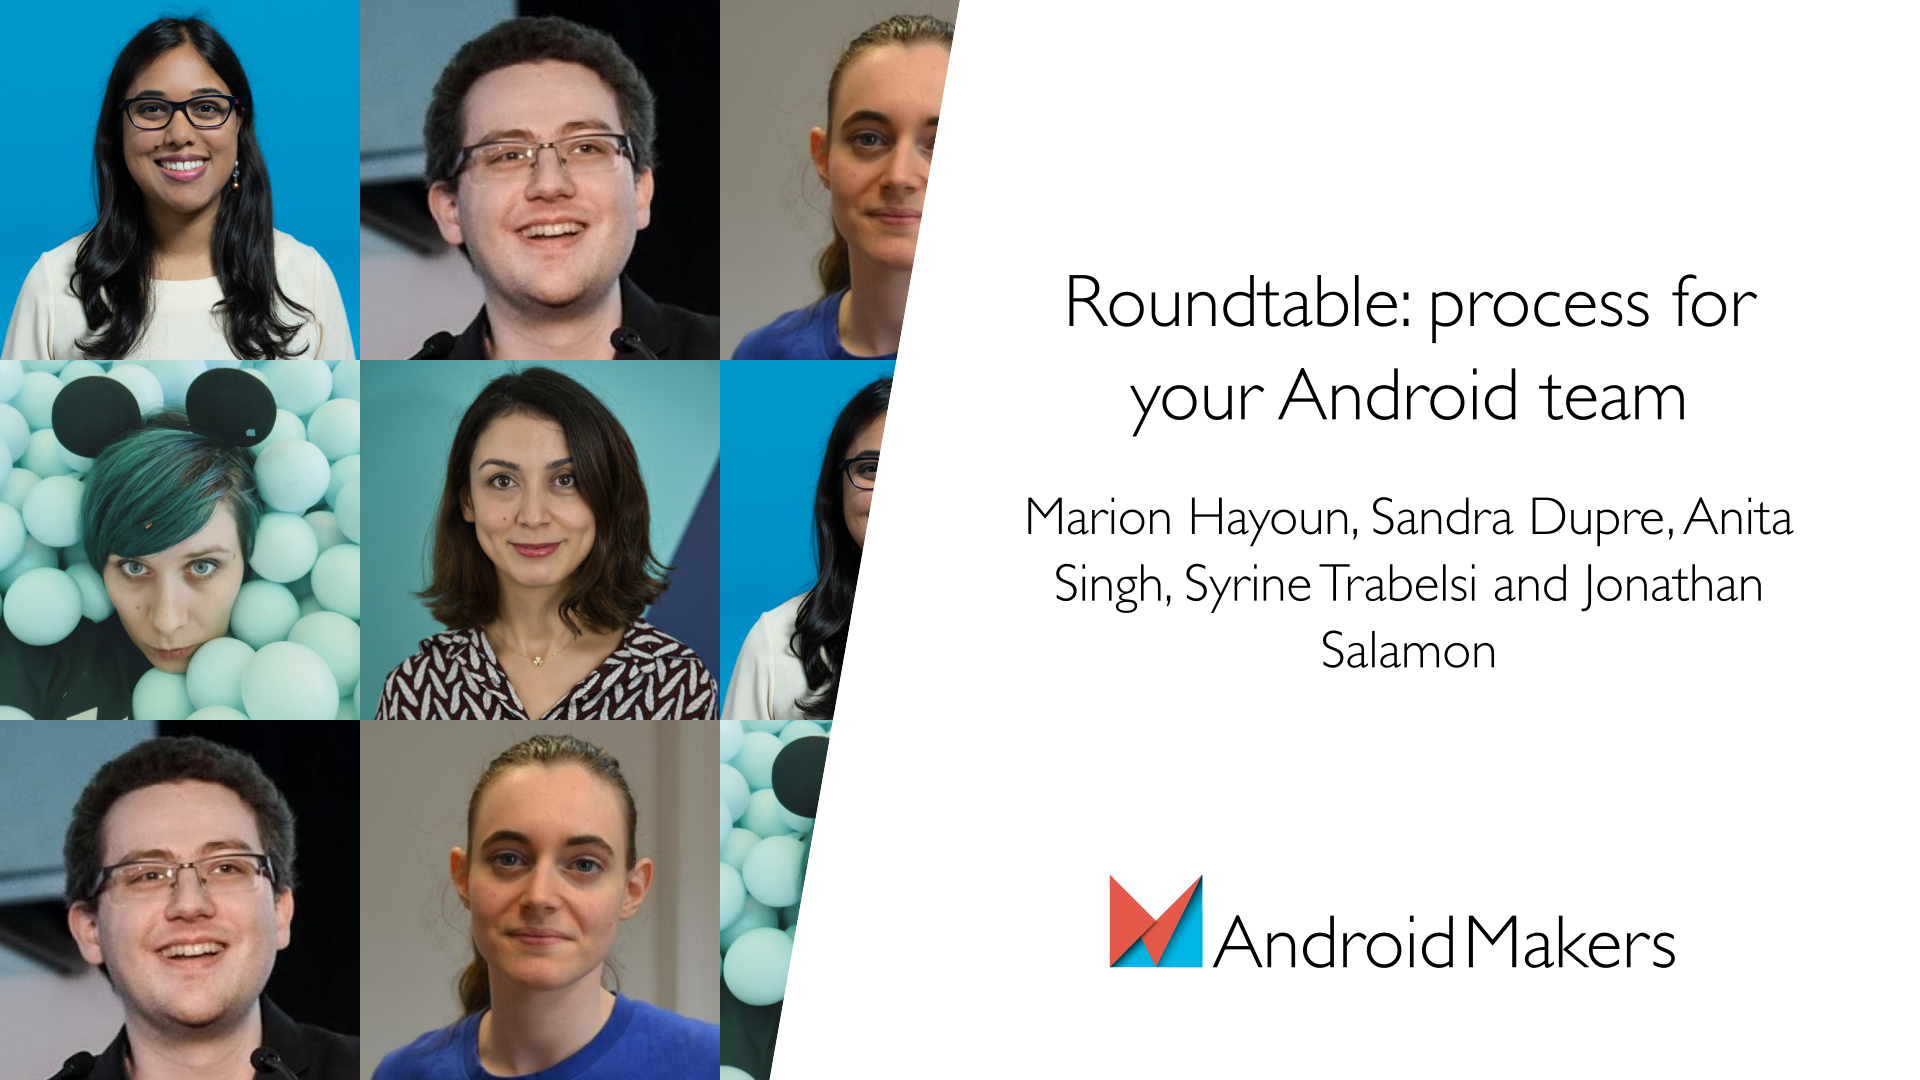 Roundtable: process for
your Android team
Marion Hayoun, Sandra Dupre, Anita
Singh, Syrine Trabelsi and Jonathan
Salamon
AndroidMakers